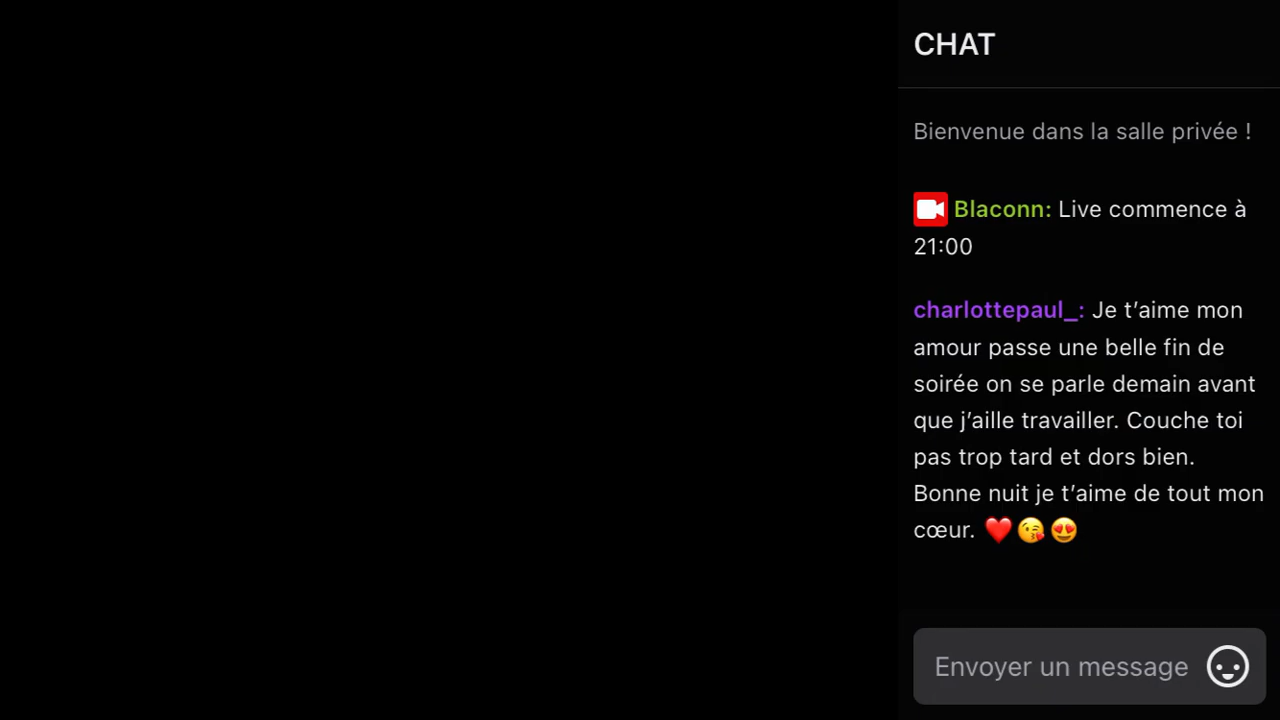 CHAT
Bienvenue dans la salle privée !
Blaconn: Live commence à
21:00
charlottepaul_: Je t’aime mon
amour passe une belle fin de
soirée on se parle demain avant
que j’aille travailler. Couche toi
pas trop tard et dors bien.
Bonne nuit je t’aime de tout mon
cœur. ❤️😘😍
Envoyer un message